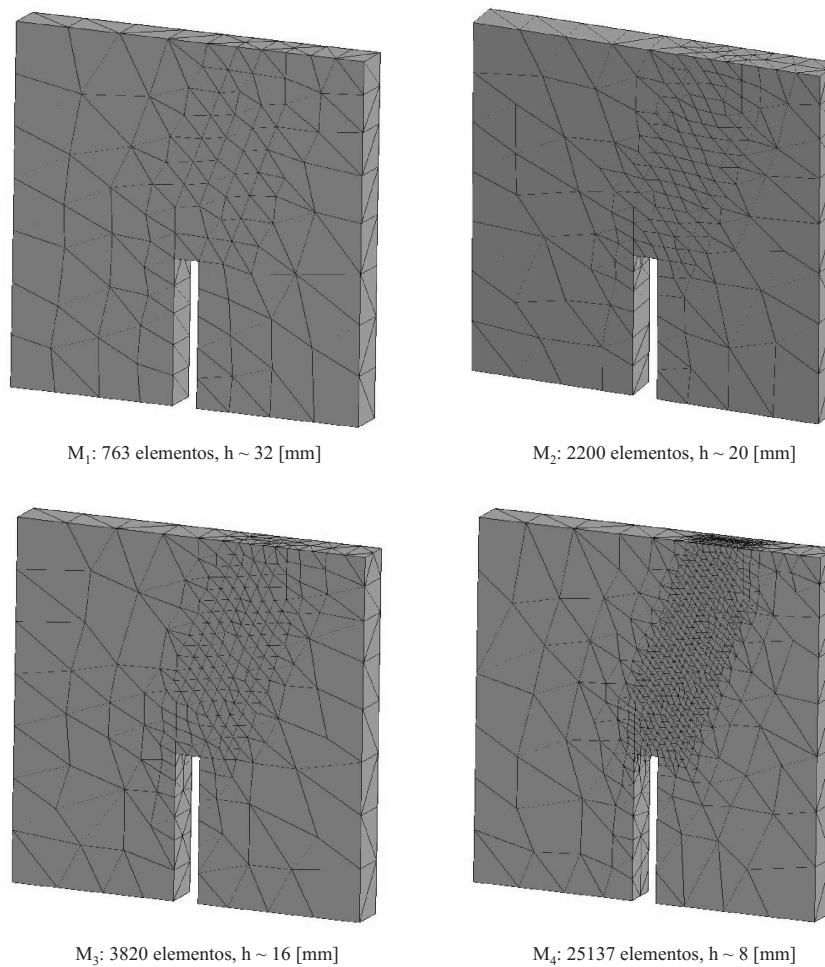 M₁: 763 elementos, h ~ 32 [mm]
M₂: 2200 elementos, h ~ 20 [mm]
M₃: 3820 elementos, h ~ 16 [mm]
M₄: 25137 elementos, h ~ 8 [mm]